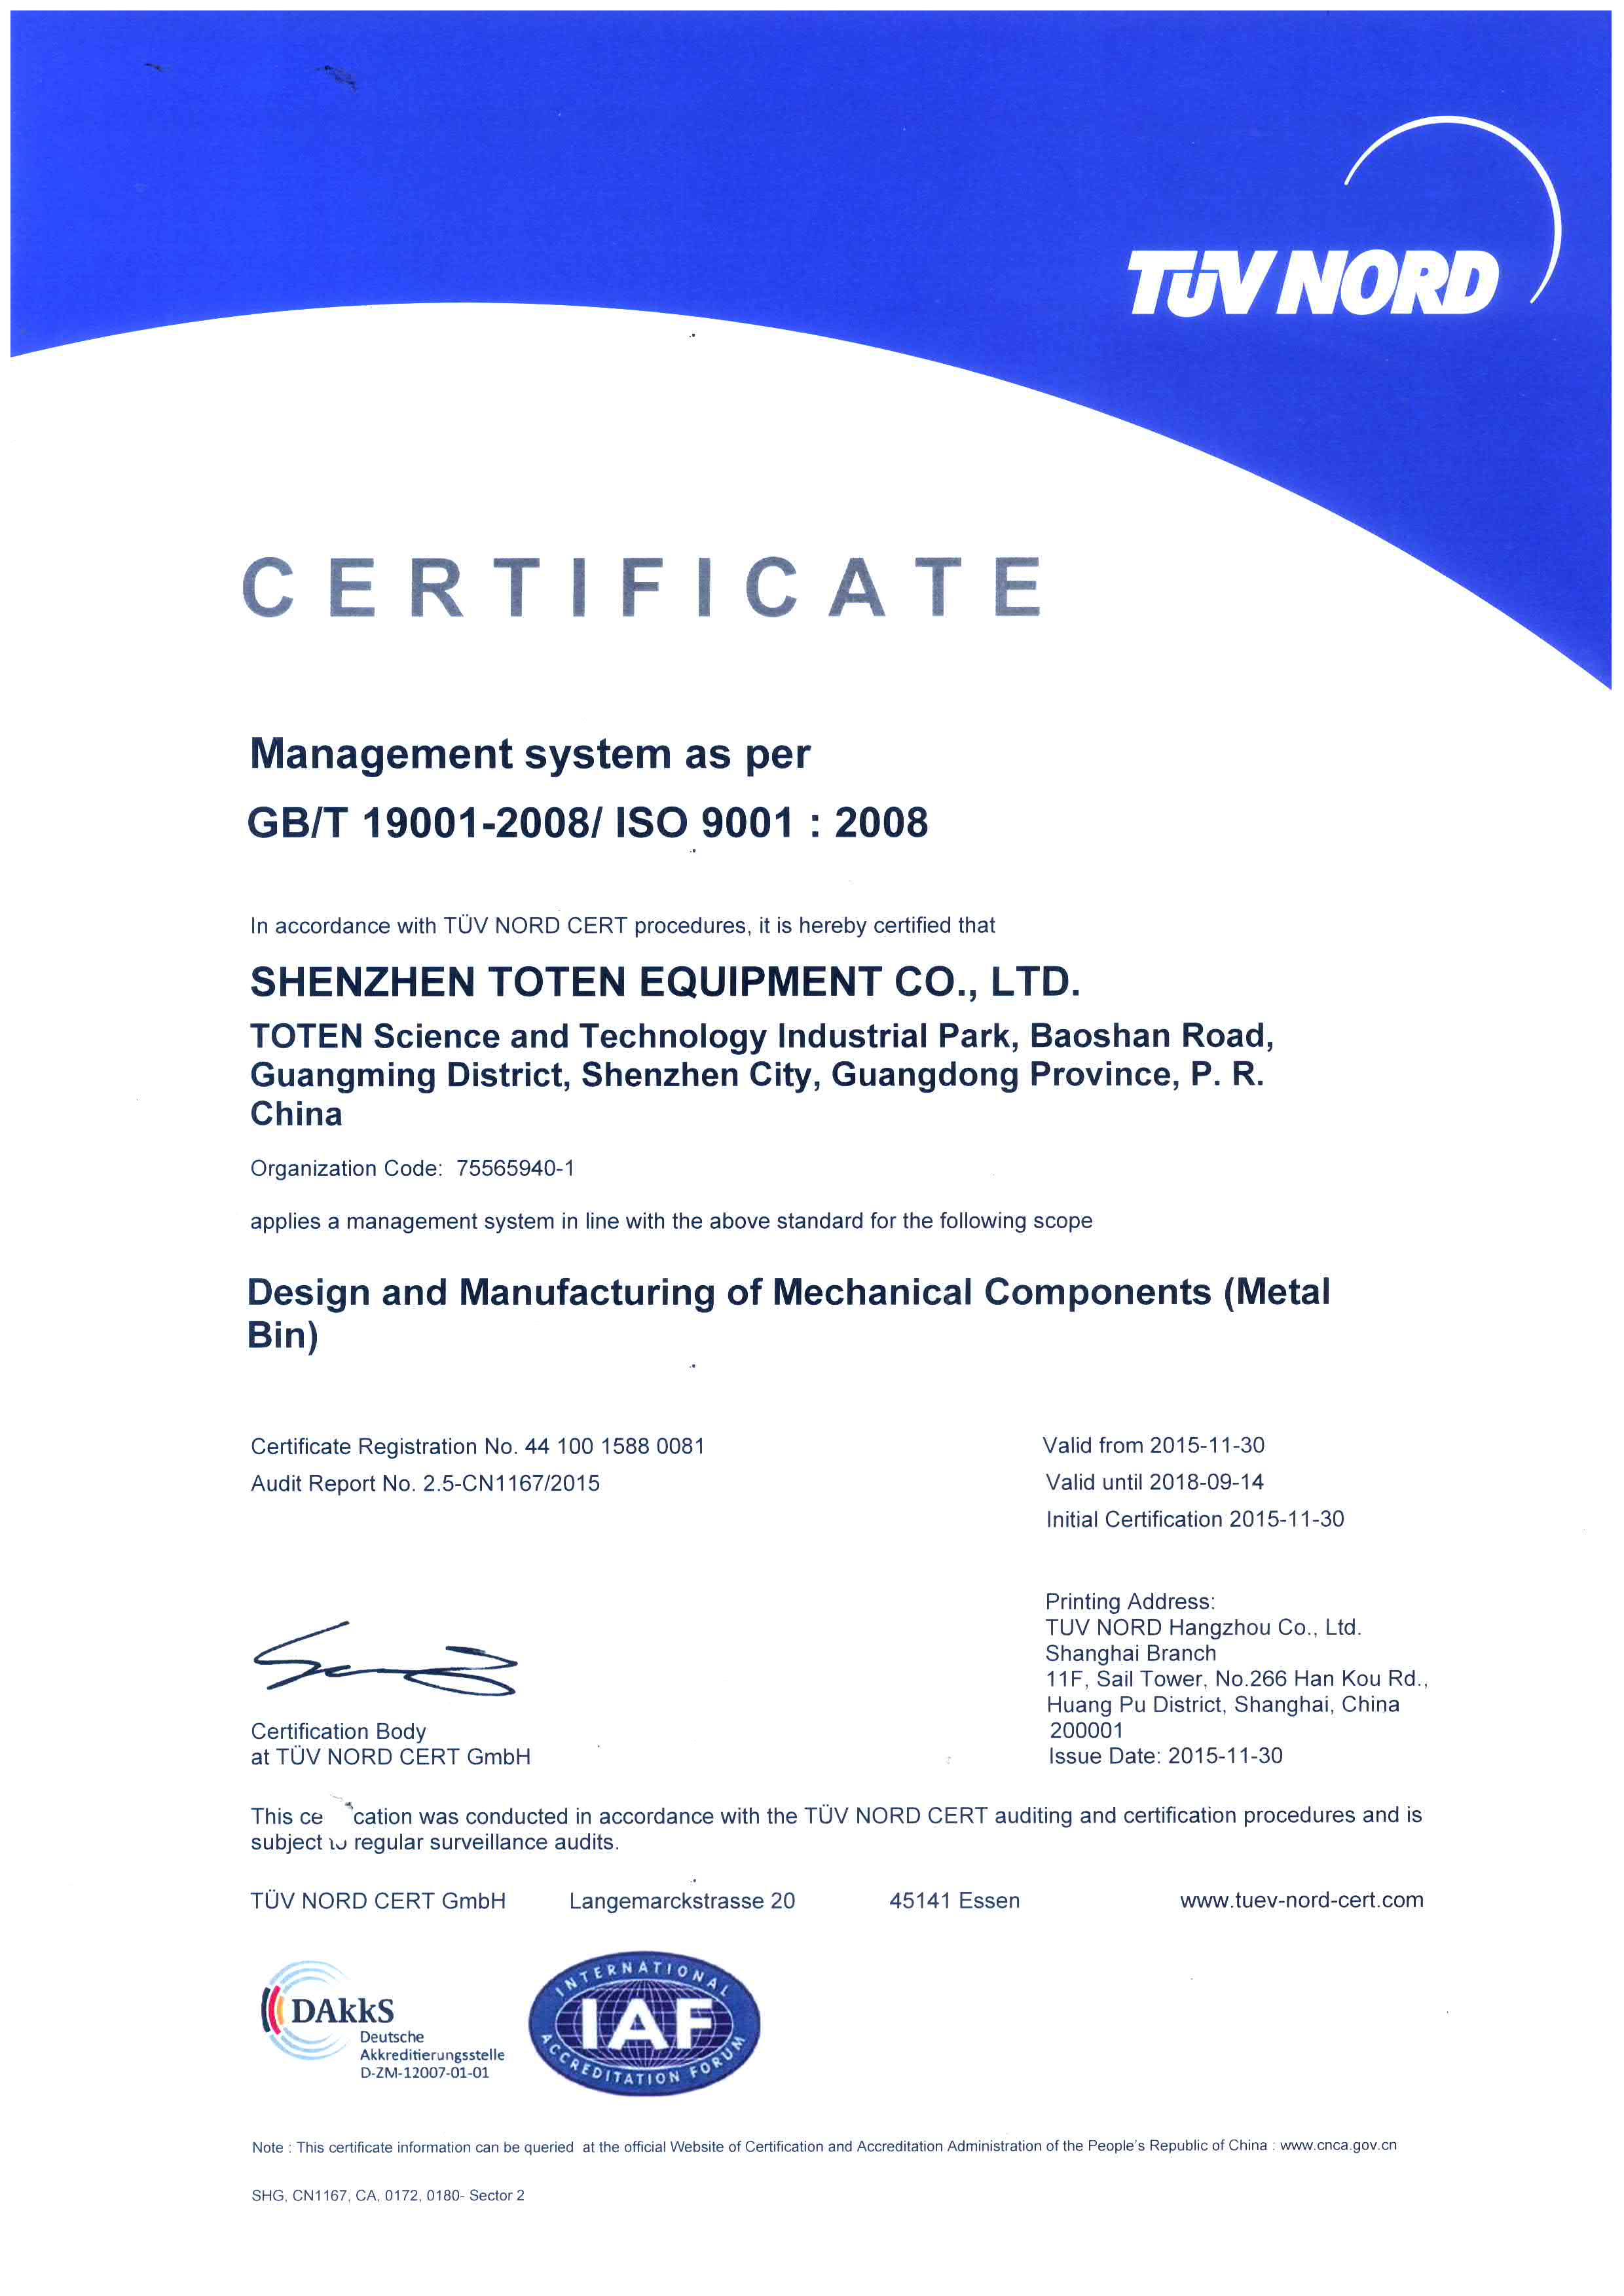 TÜV NORD
CERTIFICATE
Management system as per
GB/T 19001-2008/ ISO 9001 : 2008
In accordance with TÜV NORD CERT procedures, it is hereby certified that
SHENZHEN TOTEN EQUIPMENT CO., LTD.
TOTEN Science and Technology Industrial Park, Baoshan Road,
Guangming District, Shenzhen City, Guangdong Province, P. R.
China
Organization Code: 75565940-1
applies a management system in line with the above standard for the following scope
Design and Manufacturing of Mechanical Components (Metal
Bin)
Certificate Registration No. 44 100 1588 0081
Audit Report No. 2.5-CN1167/2015
Valid from 2015-11-30
Valid until 2018-09-14
Initial Certification 2015-11-30
Printing Address:
TUV NORD Hangzhou Co., Ltd.
Shanghai Branch
11F, Sail Tower, No.266 Han Kou Rd.,
Huang Pu District, Shanghai, China
200001
Issue Date: 2015-11-30
Certification Body
at TÜV NORD CERT GmbH
This ce cation was conducted in accordance with the TÜV NORD CERT auditing and certification procedures and is
subject to regular surveillance audits.
TÜV NORD CERT GmbH Langemarckstrasse 20 45141 Essen www.tuev-nord-cert.com
DAkkS
Deutsche
Akkreditierungsstelle
D-ZM-12007-01-01
INTERNATIONAL
IAF
ACCREDITATION FORUM
Note : This certificate information can be queried at the official Website of Certification and Accreditation Administration of the People's Republic of China : www.cnca.gov.cn
SHG, CN1167, CA, 0172, 0180- Sector 2